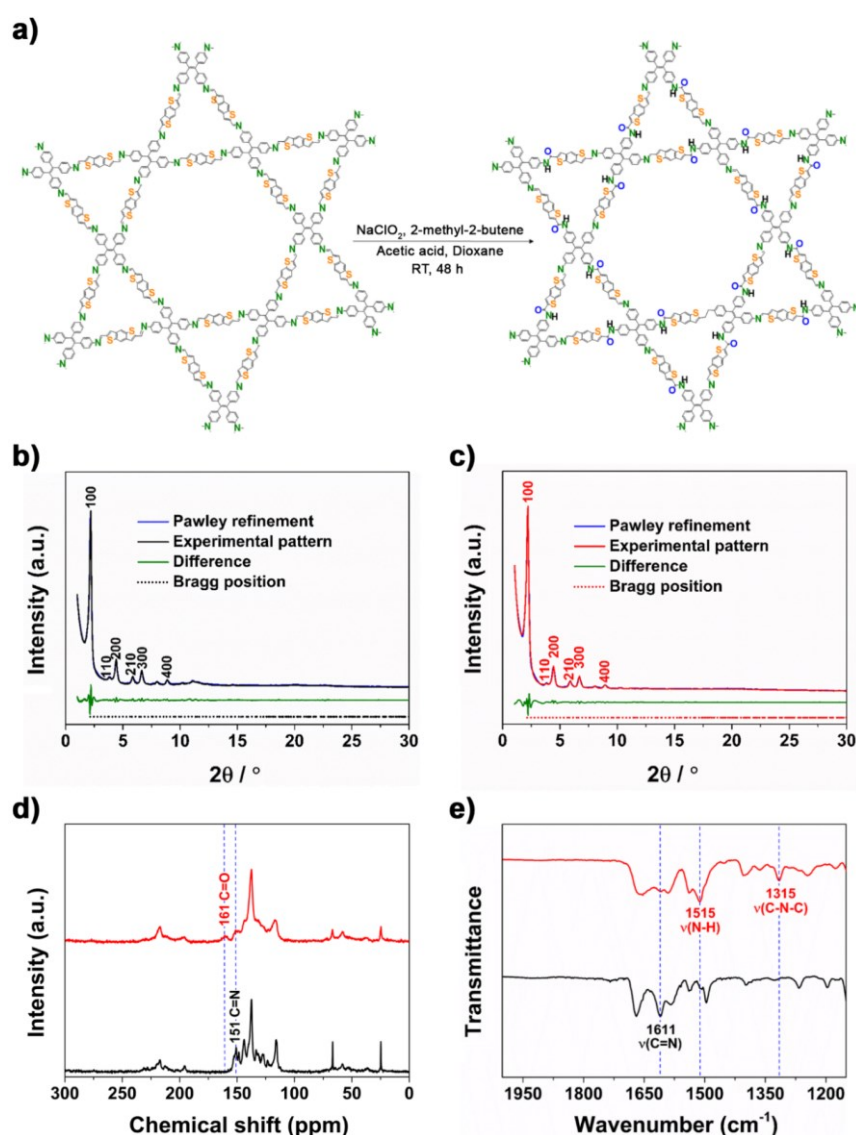 a)
NaClO₂, 2-methyl-2-butene
Acetic acid, Dioxane
RT, 48 h
b)
Intensity (a.u.)
100
110
200
210
300
400
Pawley refinement
Experimental pattern
Difference
Bragg position
0 5 10 15 20 25 30
2θ / °
c)
Intensity (a.u.)
100
110
200
210
300
400
Pawley refinement
Experimental pattern
Difference
Bragg position
0 5 10 15 20 25 30
2θ / °
d)
Intensity (a.u.)
161 C=O
151 C=N
300 250 200 150 100 50 0
Chemical shift (ppm)
e)
Transmittance
1515
ν(N-H)
1315
ν(C-N-C)
1611
ν(C=N)
1950 1800 1650 1500 1350 1200
Wavenumber (cm⁻¹)